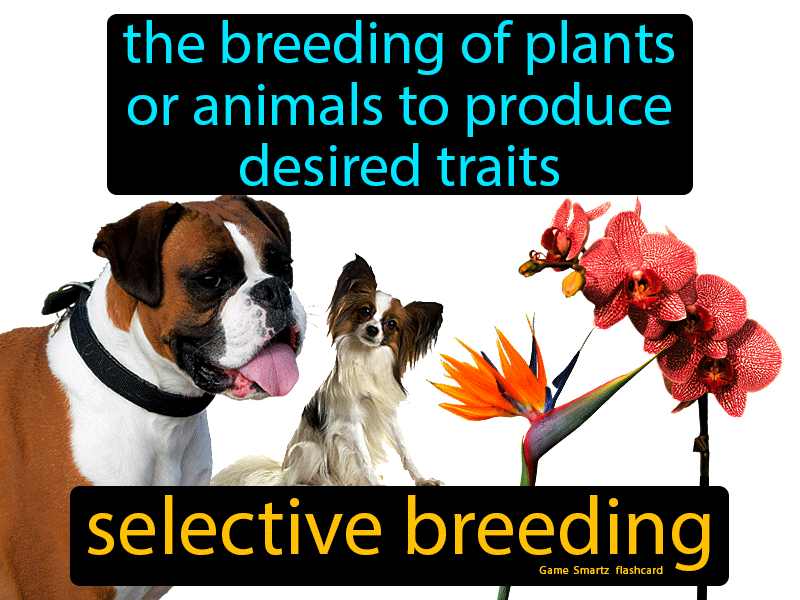 the breeding of plants
or animals to produce
desired traits
selective breeding
Game Smartz flashcard